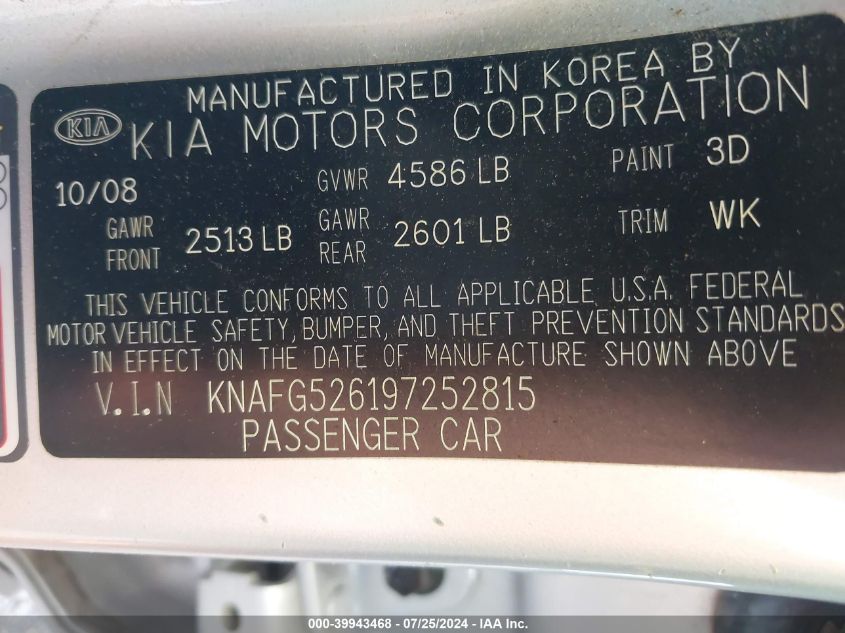 MANUFACTURED IN KOREA BY
KIA KIA MOTORS CORPORATION
10/08 GVWR 4586 LB PAINT 3D
GAWR FRONT 2513 LB GAWR REAR 2601 LB TRIM WK
THIS VEHICLE CONFORMS TO ALL APPLICABLE U.S.A. FEDERAL
MOTOR VEHICLE SAFETY, BUMPER, AND THEFT PREVENTION STANDARDS
IN EFFECT ON THE DATE OF MANUFACTURE SHOWN ABOVE
V.I.N KNAFG526197252815
PASSENGER CAR
000-39943468 - 07/25/2024 - IAA Inc.